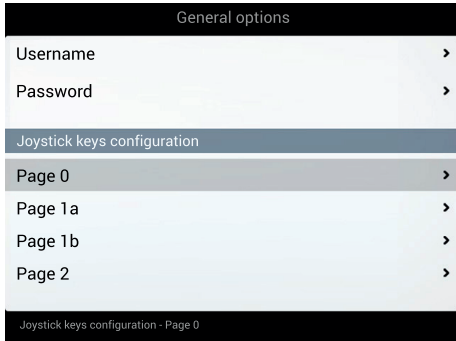 General options
Username
Password
Joystick keys configuration
Page 0
Page 1a
Page 1b
Page 2
Joystick keys configuration - Page 0